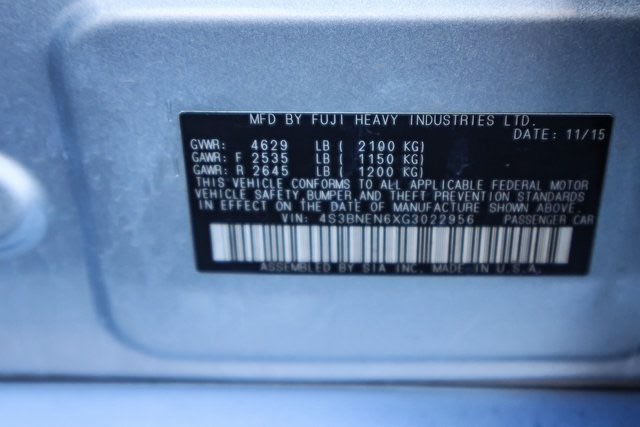 MFD BY FUJI HEAVY INDUSTRIES LTD.
DATE: 11/15
GVWR: 4629 LB ( 2100 KG)
GAWR: F 2535 LB ( 1150 KG)
GAWR: R 2645 LB ( 1200 KG)
THIS VEHICLE CONFORMS TO ALL APPLICABLE FEDERAL MOTOR
VEHICLE SAFETY, BUMPER, AND THEFT PREVENTION STANDARDS
IN EFFECT ON THE DATE OF MANUFACTURE SHOWN ABOVE.
VIN: 4S3BNEN6XG3022956 PASSENGER CAR
ASSEMBLED BY SIA INC. MADE IN U.S.A.